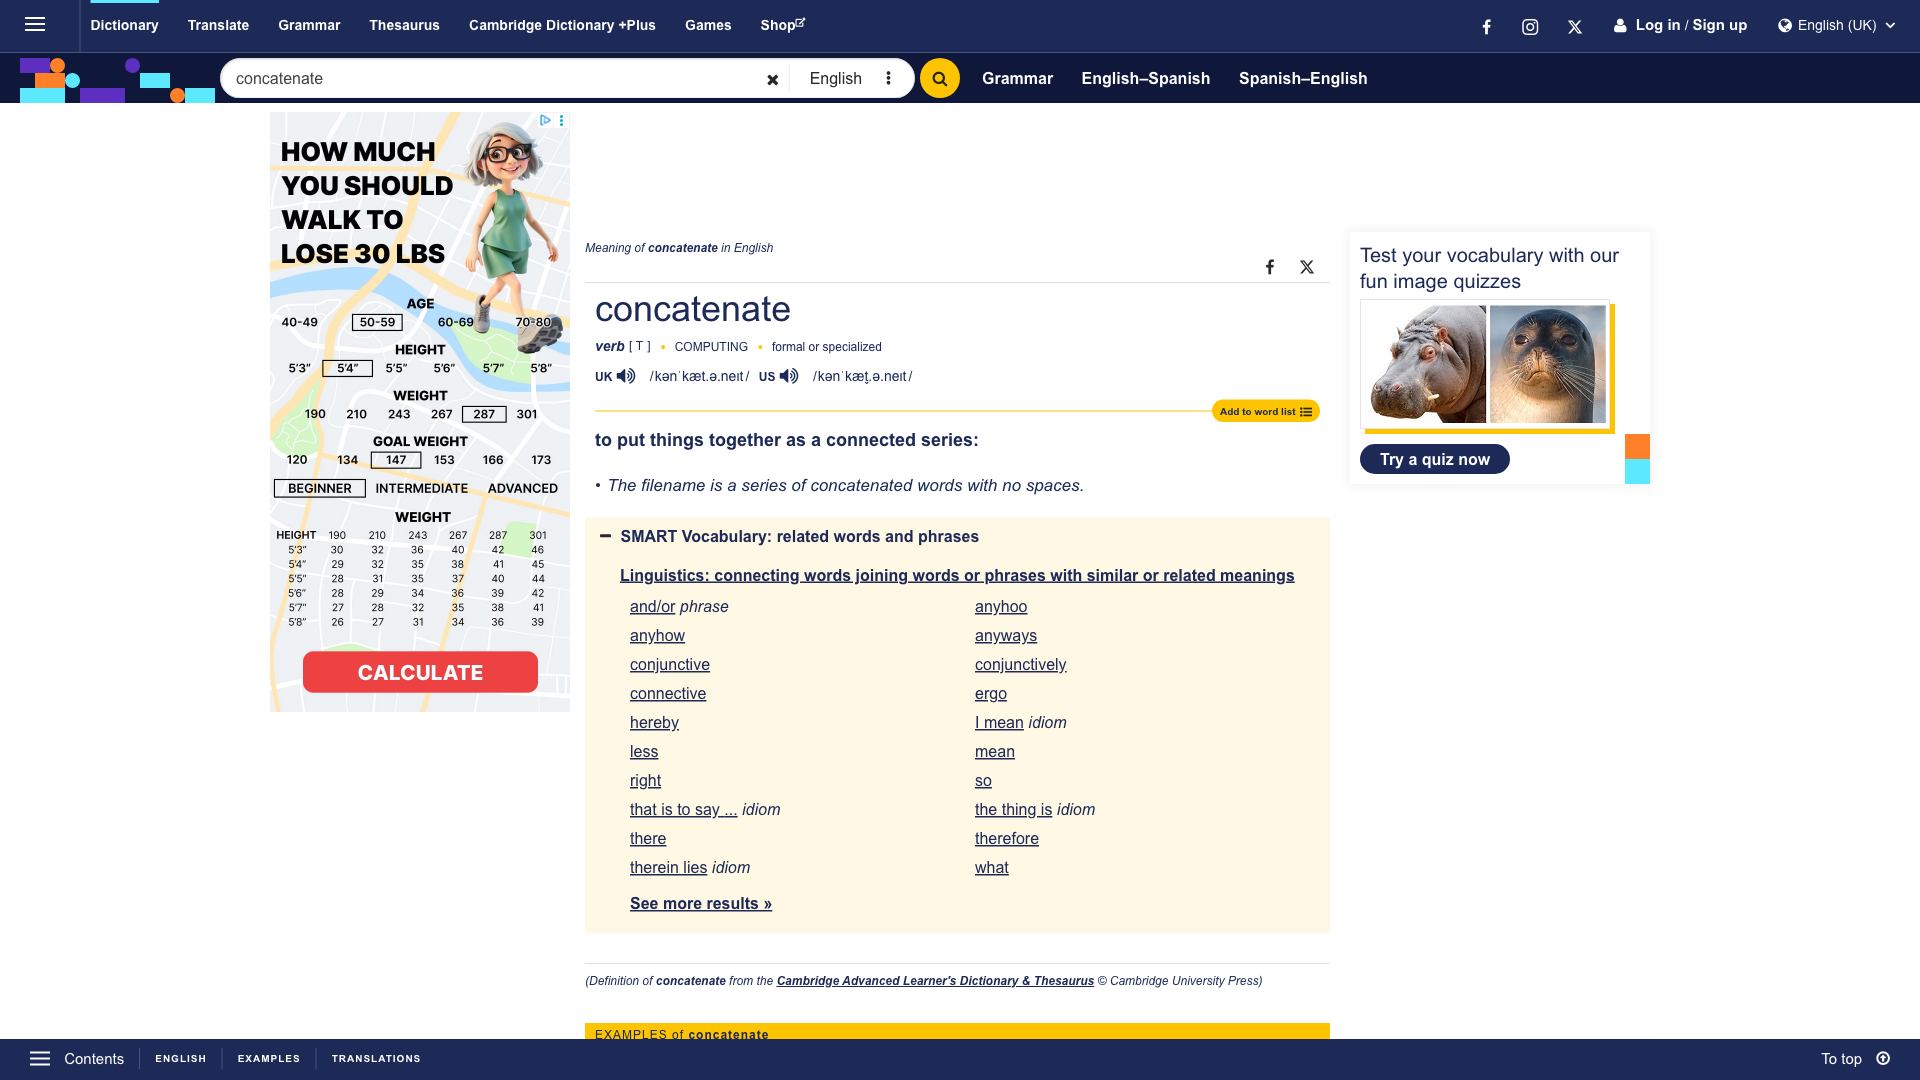 Dictionary Translate Grammar Thesaurus Cambridge Dictionary +Plus Games Shop
Log in / Sign up English (UK)
concatenate English Grammar English–Spanish Spanish–English
HOW MUCH
YOU SHOULD
WALK TO
LOSE 30 LBS
AGE
40-49 50-59 60-69 70-80
HEIGHT
5'3" 5'4" 5'5" 5'6" 5'7" 5'8"
WEIGHT
190 210 243 267 287 301
GOAL WEIGHT
120 134 147 153 166 173
BEGINNER INTERMEDIATE ADVANCED
WEIGHT
HEIGHT 190 210 243 267 287 301
5'3" 30 32 36 40 42 46
5'4" 29 32 35 38 41 45
5'5" 28 31 35 37 40 44
5'6" 28 29 34 36 39 42
5'7" 27 28 32 35 38 41
5'8" 26 27 31 34 36 39
CALCULATE
Meaning of concatenate in English
concatenate
verb [ T ] • COMPUTING • formal or specialized
UK /kənˈkæt.ə.neɪt/ US /kənˈkæt̬.ə.neɪt/
Add to word list
to put things together as a connected series:
• The filename is a series of concatenated words with no spaces.
SMART Vocabulary: related words and phrases
Linguistics: connecting words joining words or phrases with similar or related meanings
and/or phrase anyhoo
anyhow anyways
conjunctive conjunctively
connective ergo
hereby I mean idiom
less mean
right so
that is to say ... idiom the thing is idiom
there therefore
therein lies idiom what
See more results »
(Definition of concatenate from the Cambridge Advanced Learner's Dictionary & Thesaurus © Cambridge University Press)
EXAMPLES of concatenate
Test your vocabulary with our
fun image quizzes
Try a quiz now
Contents ENGLISH EXAMPLES TRANSLATIONS To top